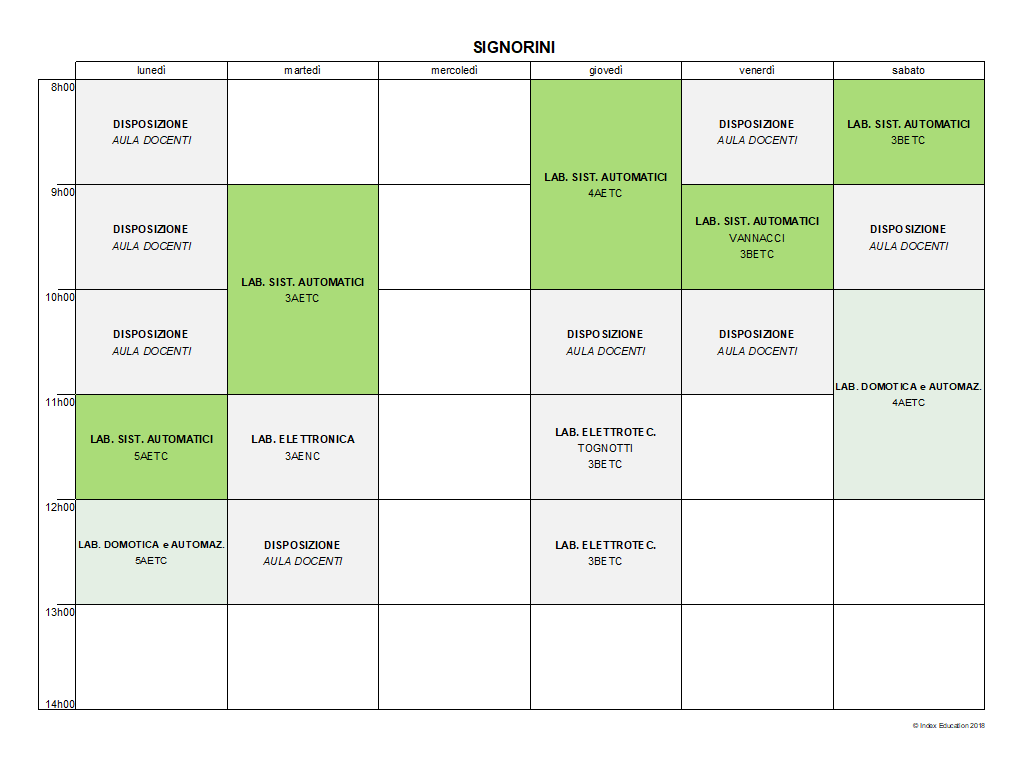 SIGNORINI
lunedì martedì mercoledì giovedì venerdì sabato
8h00
DISPOSIZIONE
AULA DOCENTI
LAB. SIST. AUTOMATICI
4AETC
DISPOSIZIONE
AULA DOCENTI
LAB. SIST. AUTOMATICI
3BETC
9h00
DISPOSIZIONE
AULA DOCENTI
LAB. SIST. AUTOMATICI
3AETC
LAB. SIST. AUTOMATICI
VANNACCI
3BETC
DISPOSIZIONE
AULA DOCENTI
10h00
DISPOSIZIONE
AULA DOCENTI
DISPOSIZIONE
AULA DOCENTI
DISPOSIZIONE
AULA DOCENTI
LAB. DOMOTICA e AUTOMAZ.
4AETC
11h00
LAB. SIST. AUTOMATICI
5AETC
LAB. ELETTRONICA
3AENC
LAB. ELETTROTEC.
TOGNOTTI
3BETC
12h00
LAB. DOMOTICA e AUTOMAZ.
5AETC
DISPOSIZIONE
AULA DOCENTI
LAB. ELETTROTEC.
3BETC
13h00
14h00
© Index Education 2018